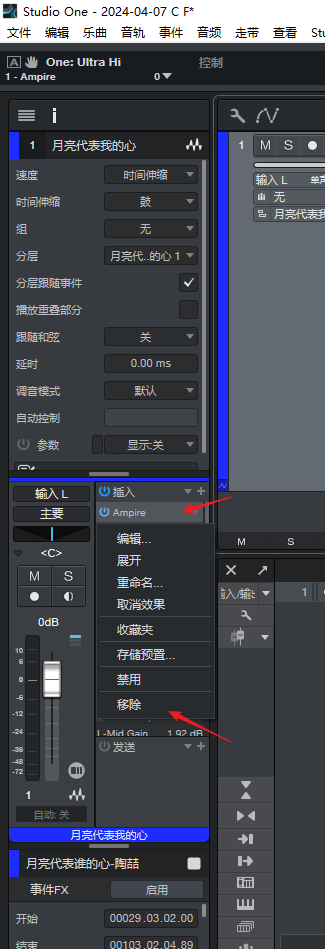 Studio One - 2024-04-07 C F*
文件 编辑 乐曲 音轨 事件 音频 走带 查看 St
A One: Ultra Hi 控制
1 - Ampire 0
1 月亮代表我的心
1 M S
速度 时间伸缩
输入 L
时间伸缩 鼓
无
组 无
月亮代表我
分层 月亮代..的心 1
分层跟随事件
播放重叠部分
跟随和弦 关
延时 0.00 ms
调音模式 默认
自动控制
参数 显示:关
输入 L 插入
主要 Ampire
<C>
M S
0dB
编辑...
展开
重命名...
取消效果
收藏夹
存储预置...
禁用
移除
M S
输入/输出 1
10
6
0
-6
-12
-24
-36
-48
-72
L-Mid Gain 1.92 dB
发送
1
自动: 关
月亮代表我的心
月亮代表谁的心-陶喆
事件FX 启用
开始 00029.03.02.00
结束 00103.02.04.89